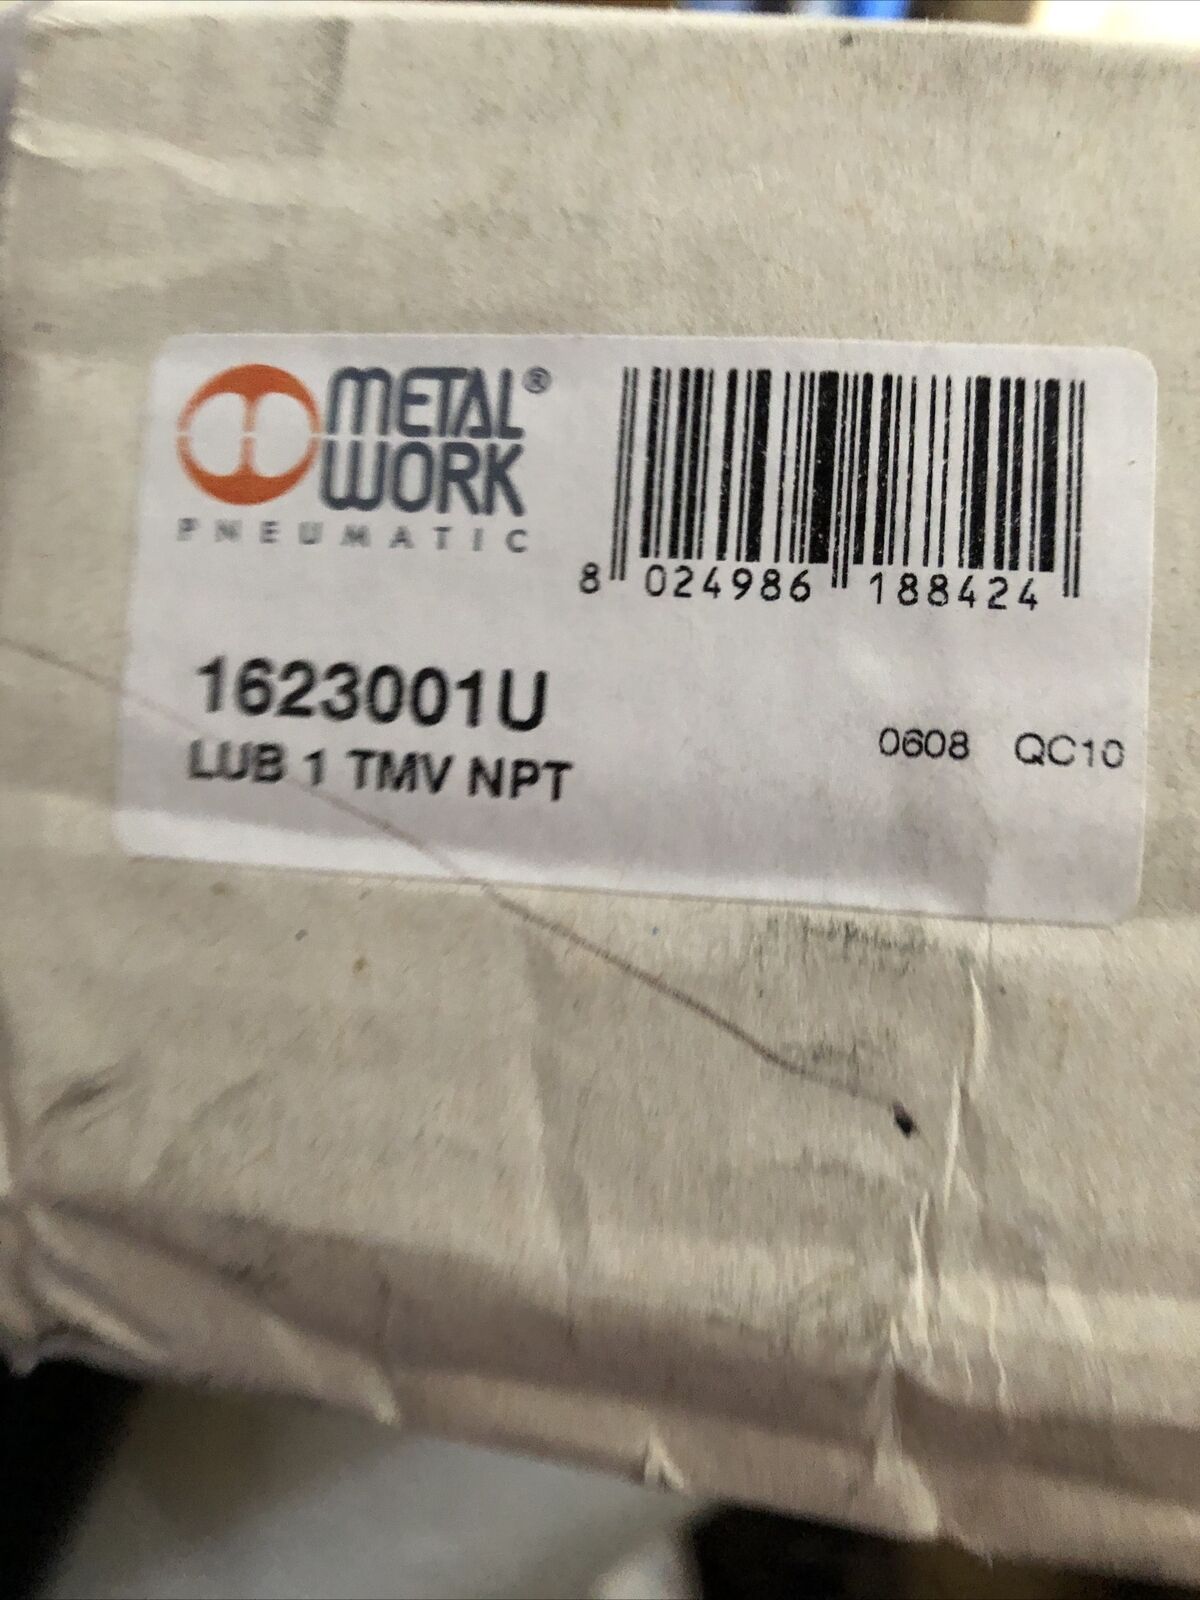 METAL®
WORK
PNEUMATIC
8 024986 188424
1623001U
LUB 1 TMV NPT
0608 QC10